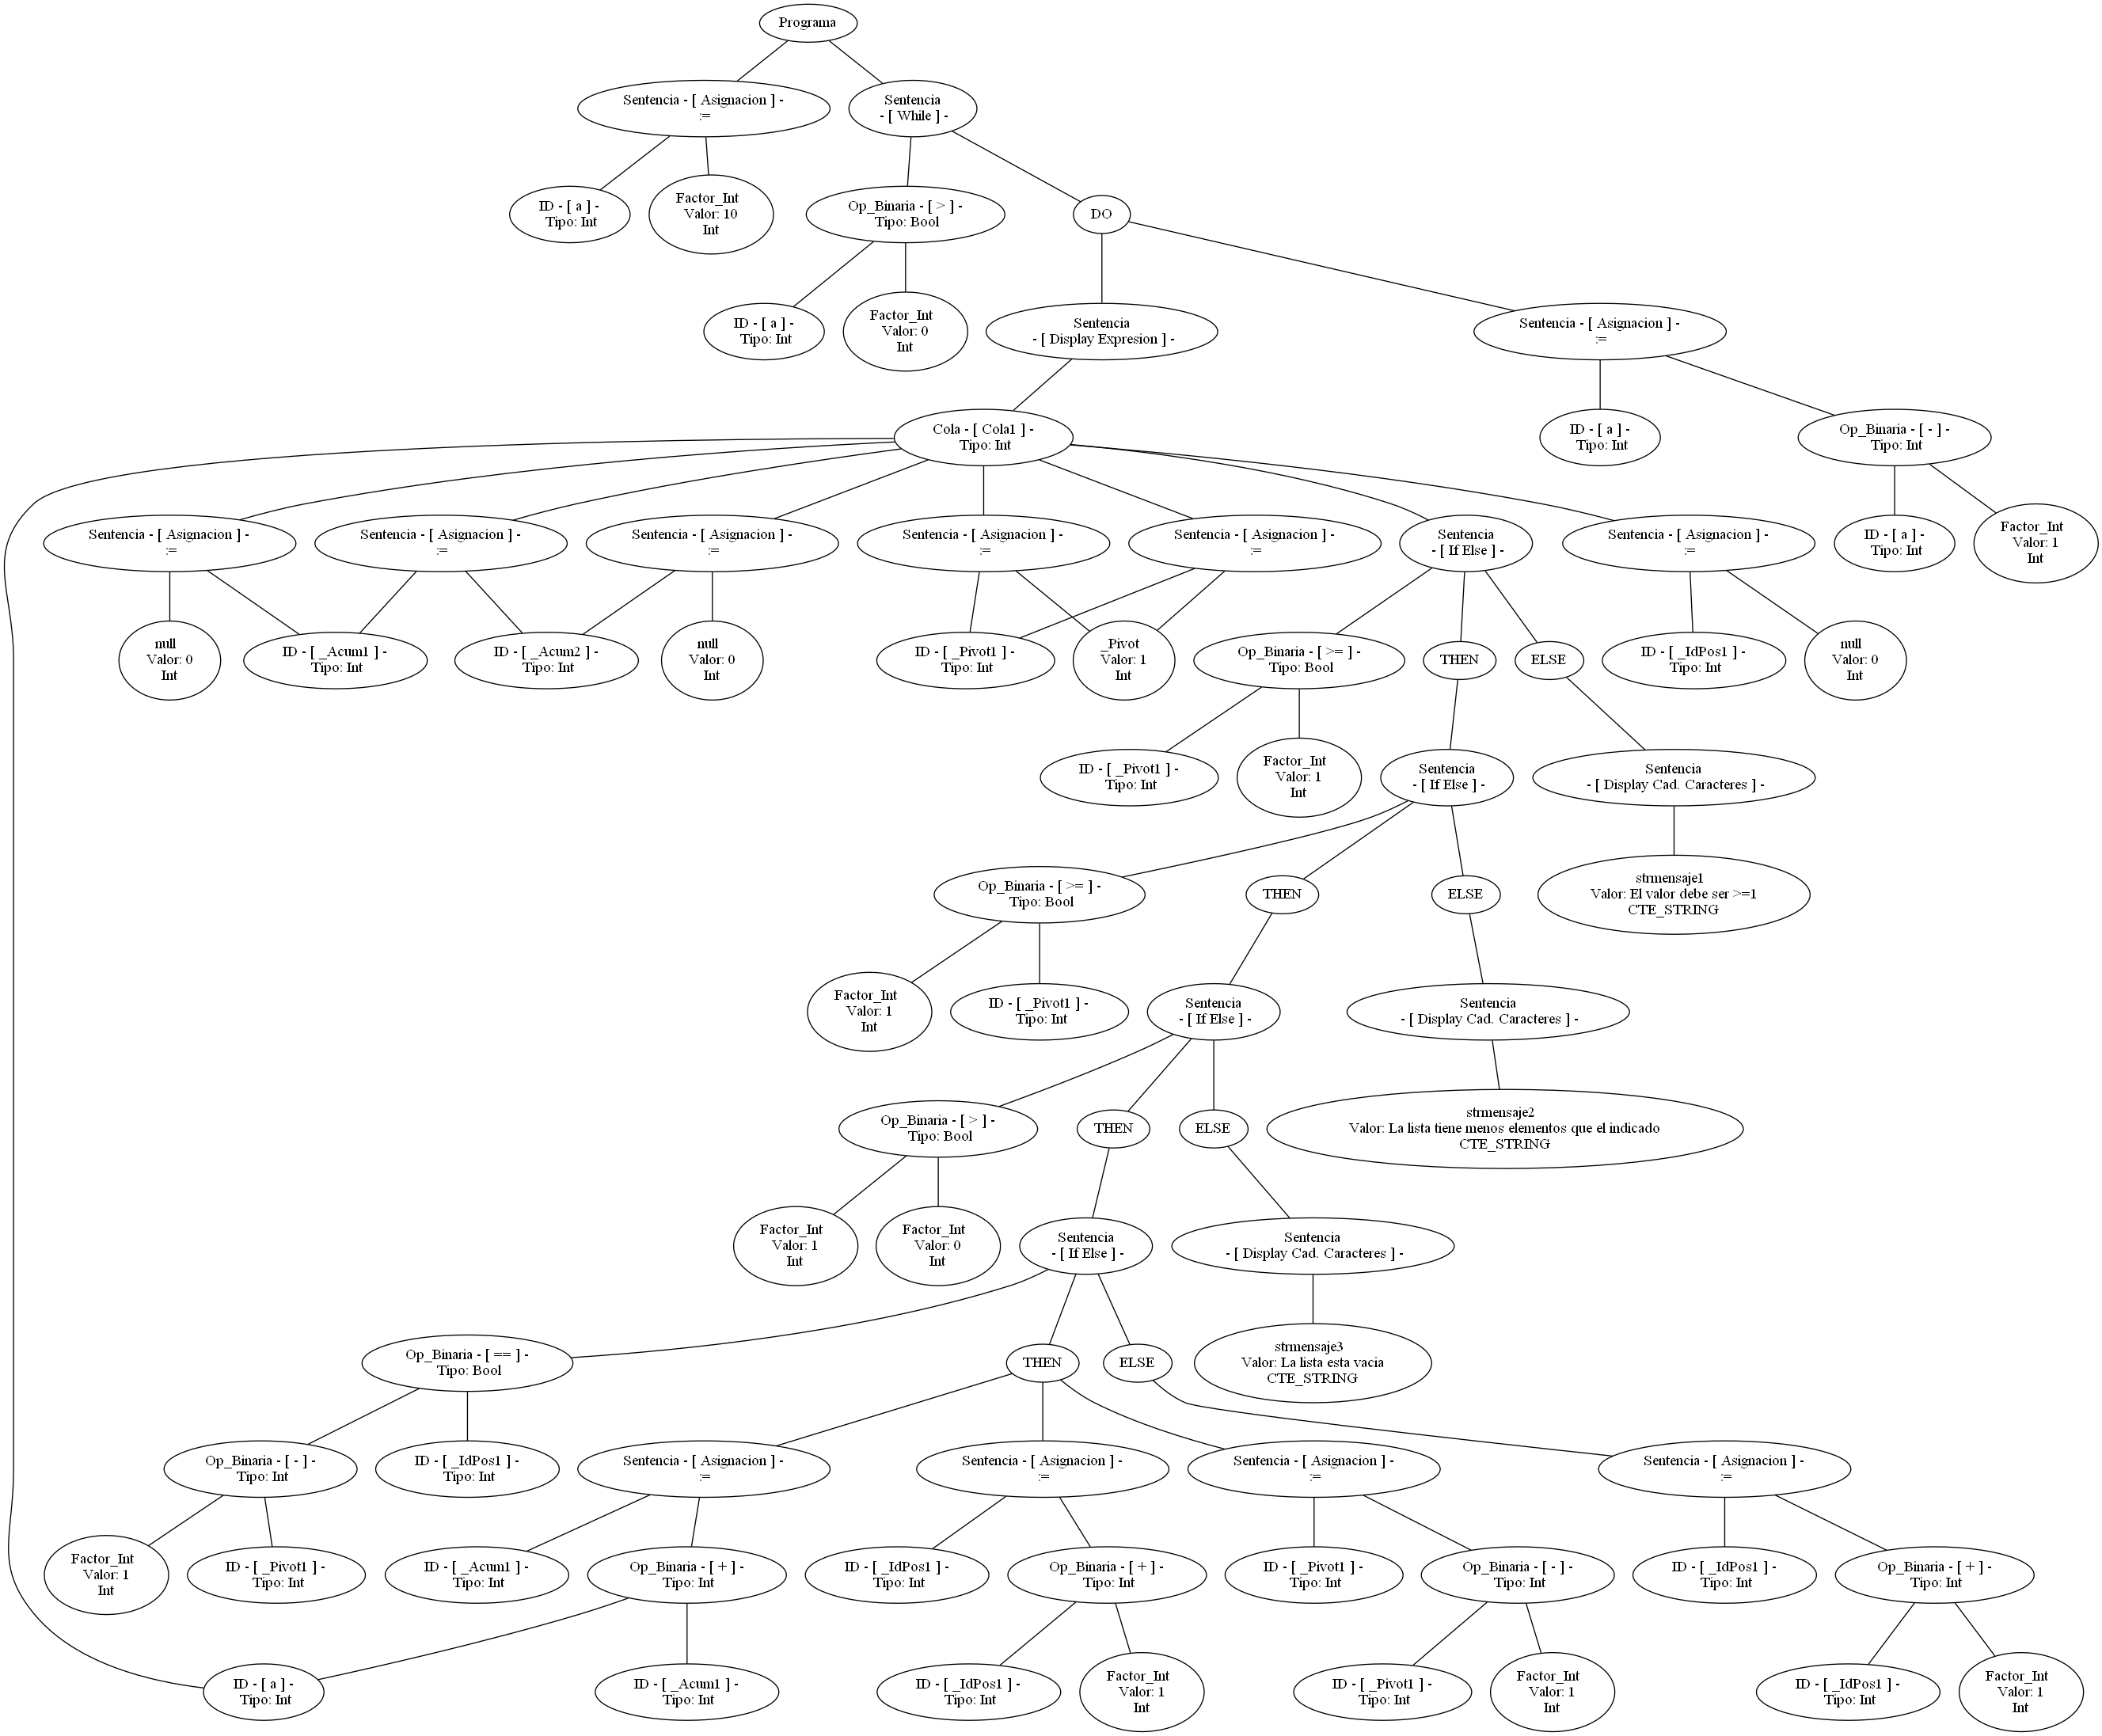 Programa
Sentencia - [ Asignacion ] -
:=
Sentencia
- [ While ] -
ID - [ a ] -
Tipo: Int
Factor_Int
Valor: 10
Int
Op_Binaria - [ > ] -
Tipo: Bool
DO
ID - [ a ] -
Tipo: Int
Factor_Int
Valor: 0
Int
Sentencia
- [ Display Expresion ] -
Sentencia - [ Asignacion ] -
:=
Cola - [ Cola1 ] -
Tipo: Int
ID - [ a ] -
Tipo: Int
Op_Binaria - [ - ] -
Tipo: Int
Sentencia - [ Asignacion ] -
:=
Sentencia - [ Asignacion ] -
:=
Sentencia - [ Asignacion ] -
:=
Sentencia - [ Asignacion ] -
:=
Sentencia - [ Asignacion ] -
:=
Sentencia
- [ If Else ] -
Sentencia - [ Asignacion ] -
:=
ID - [ a ] -
Tipo: Int
Factor_Int
Valor: 1
Int
null
Valor: 0
Int
ID - [ _Acum1 ] -
Tipo: Int
ID - [ _Acum2 ] -
Tipo: Int
null
Valor: 0
Int
ID - [ _Pivot1 ] -
Tipo: Int
_Pivot
Valor: 1
Int
Op_Binaria - [ >= ] -
Tipo: Bool
THEN
ELSE
ID - [ _IdPos1 ] -
Tipo: Int
null
Valor: 0
Int
ID - [ _Pivot1 ] -
Tipo: Int
Factor_Int
Valor: 1
Int
Sentencia
- [ If Else ] -
Sentencia
- [ Display Cad. Caracteres ] -
Op_Binaria - [ >= ] -
Tipo: Bool
THEN
ELSE
strmensaje1
Valor: El valor debe ser >=1
CTE_STRING
Factor_Int
Valor: 1
Int
ID - [ _Pivot1 ] -
Tipo: Int
Sentencia
- [ If Else ] -
Sentencia
- [ Display Cad. Caracteres ] -
Op_Binaria - [ > ] -
Tipo: Bool
THEN
ELSE
strmensaje2
Valor: La lista tiene menos elementos que el indicado
CTE_STRING
Factor_Int
Valor: 1
Int
Factor_Int
Valor: 0
Int
Sentencia
- [ If Else ] -
Sentencia
- [ Display Cad. Caracteres ] -
Op_Binaria - [ == ] -
Tipo: Bool
THEN
ELSE
strmensaje3
Valor: La lista esta vacia
CTE_STRING
Op_Binaria - [ - ] -
Tipo: Int
ID - [ _IdPos1 ] -
Tipo: Int
Sentencia - [ Asignacion ] -
:=
Sentencia - [ Asignacion ] -
:=
Sentencia - [ Asignacion ] -
:=
Sentencia - [ Asignacion ] -
:=
Factor_Int
Valor: 1
Int
ID - [ _Pivot1 ] -
Tipo: Int
ID - [ _Acum1 ] -
Tipo: Int
Op_Binaria - [ + ] -
Tipo: Int
ID - [ _IdPos1 ] -
Tipo: Int
Op_Binaria - [ + ] -
Tipo: Int
ID - [ _Pivot1 ] -
Tipo: Int
Op_Binaria - [ - ] -
Tipo: Int
ID - [ _IdPos1 ] -
Tipo: Int
Op_Binaria - [ + ] -
Tipo: Int
ID - [ a ] -
Tipo: Int
ID - [ _Acum1 ] -
Tipo: Int
ID - [ _IdPos1 ] -
Tipo: Int
Factor_Int
Valor: 1
Int
ID - [ _Pivot1 ] -
Tipo: Int
Factor_Int
Valor: 1
Int
ID - [ _IdPos1 ] -
Tipo: Int
Factor_Int
Valor: 1
Int